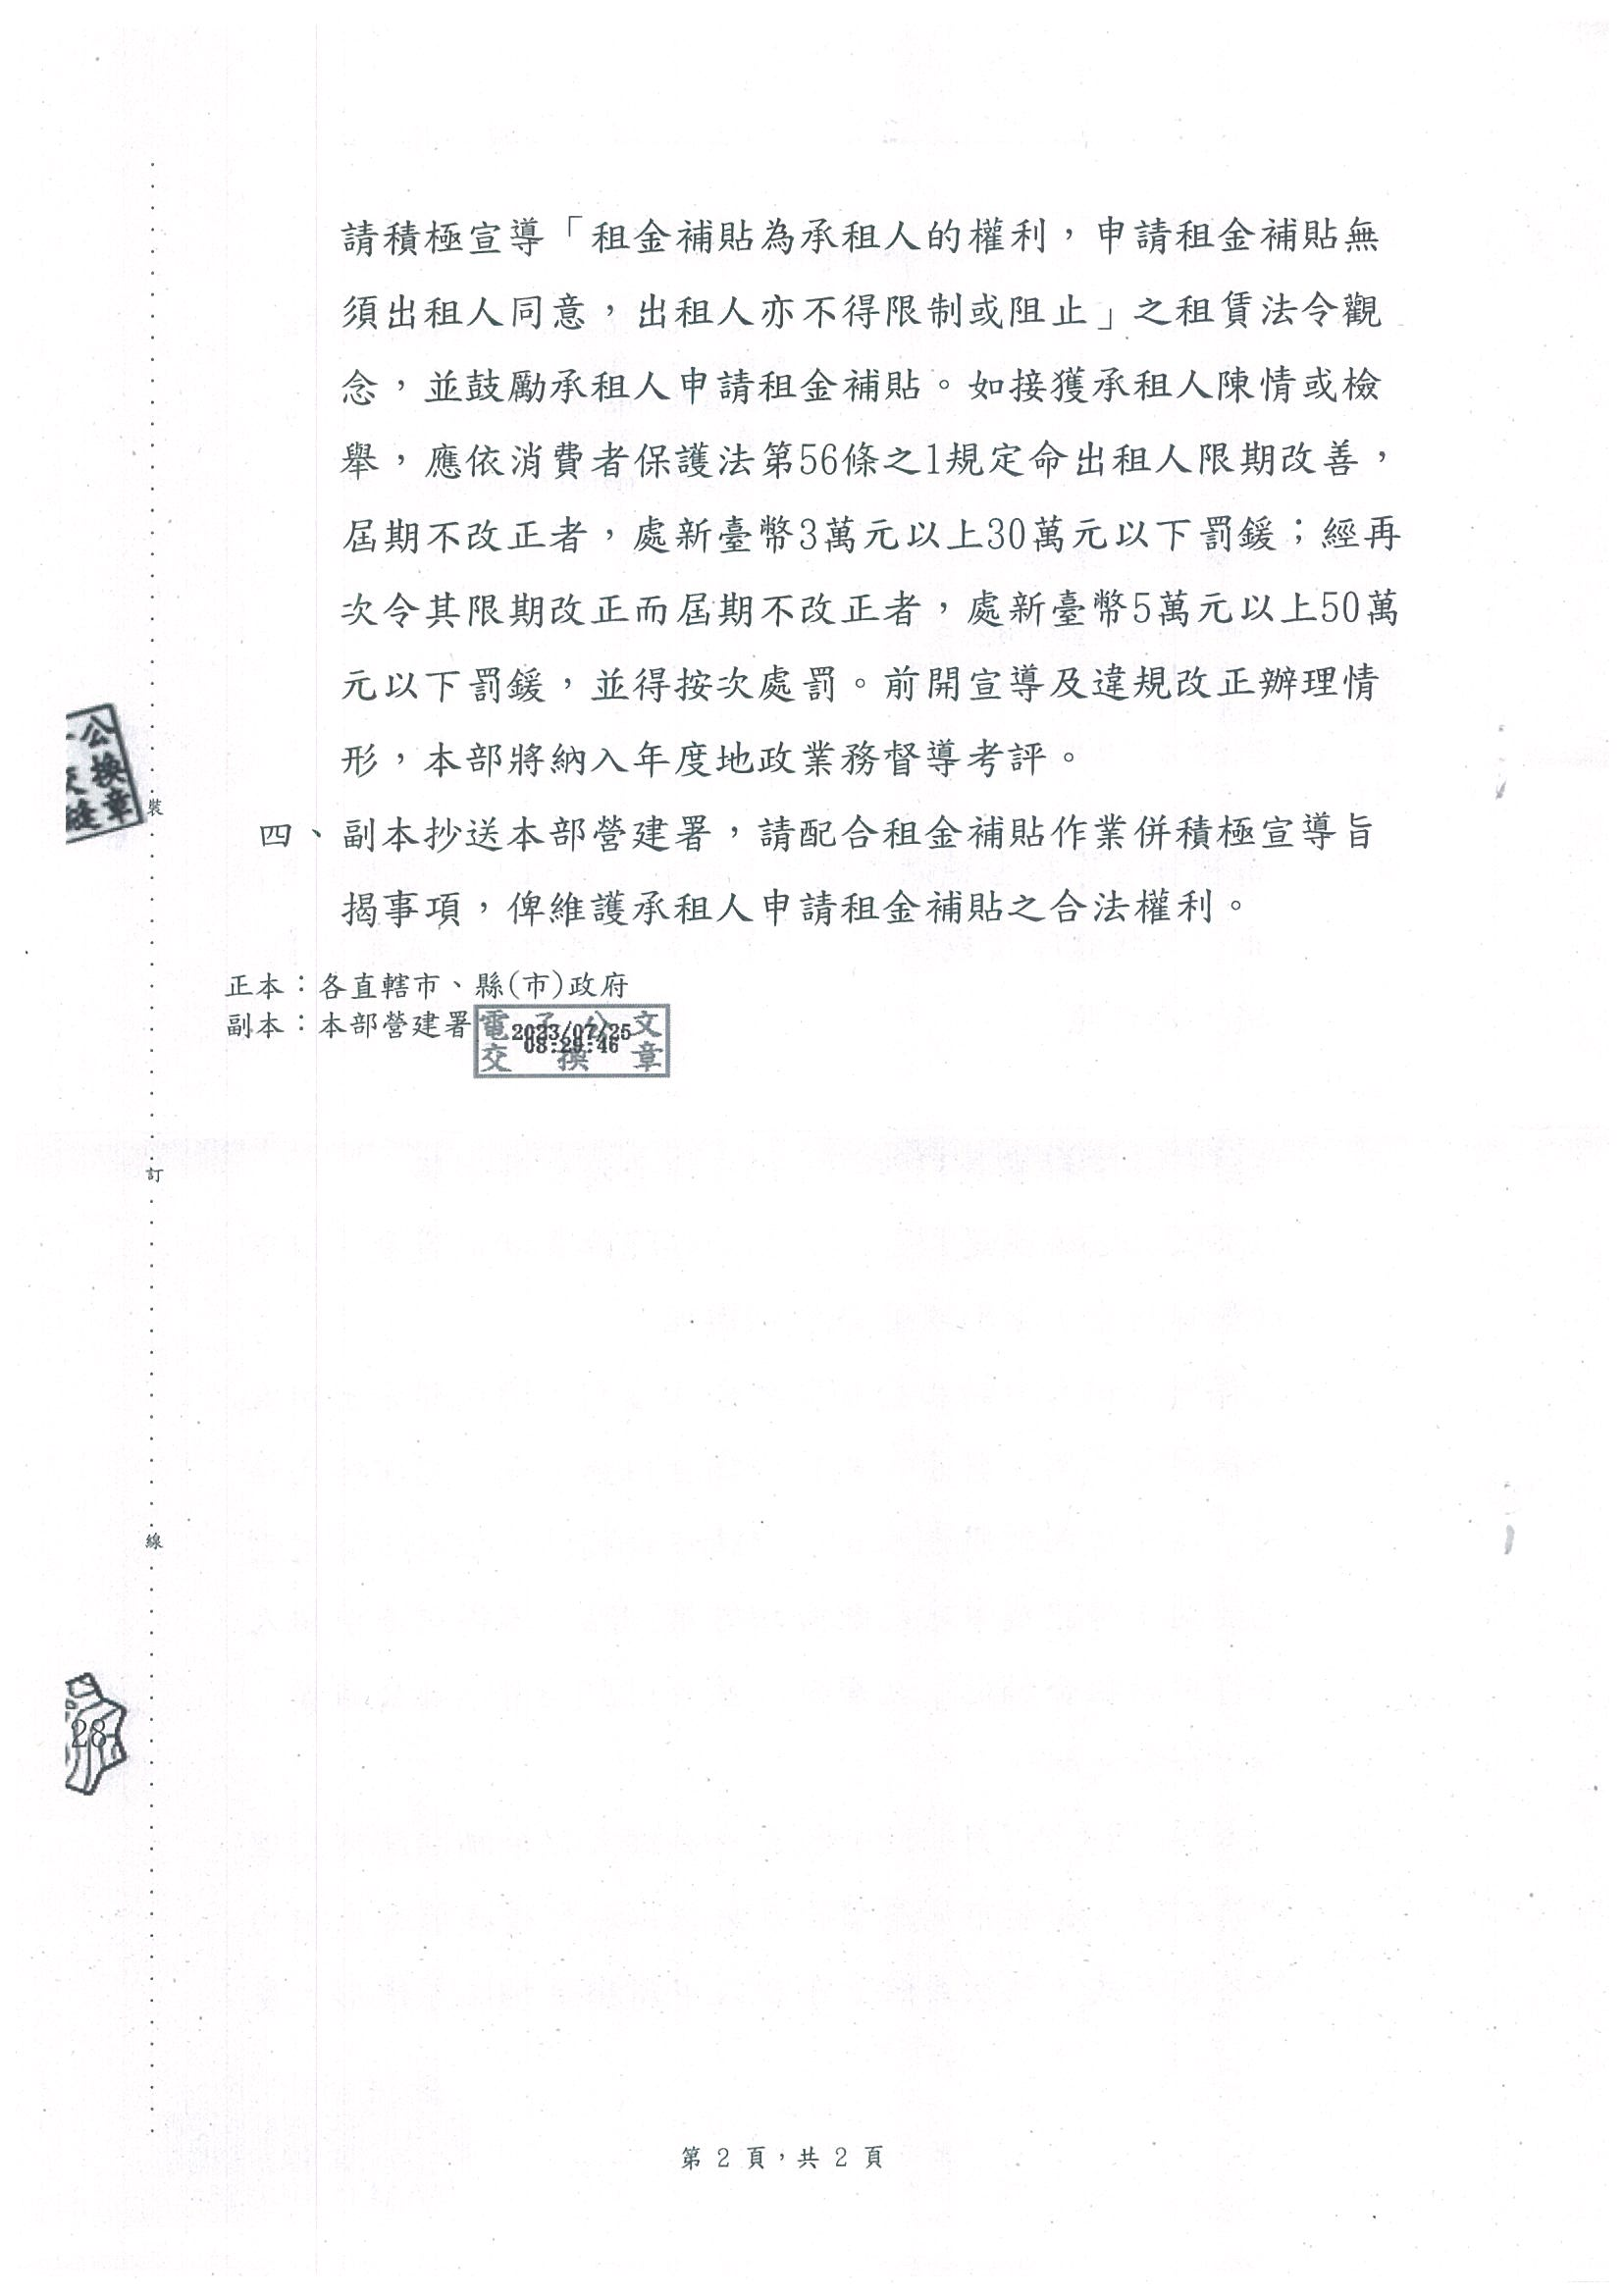 請積極宣導「租金補貼為承租人的權利，申請租金補貼無
須出租人同意，出租人亦不得限制或阻止」之租賃法令觀
念，並鼓勵承租人申請租金補貼。如接獲承租人陳情或檢
舉，應依消費者保護法第56條之1規定命出租人限期改善，
屆期不改正者，處新臺幣3萬元以上30萬元以下罰鍰；經再
次令其限期改正而屆期不改正者，處新臺幣5萬元以上50萬
元以下罰鍰，並得按次處罰。前開宣導及違規改正辦理情
形，本部將納入年度地政業務督導考評。
四、副本抄送本部營建署，請配合租金補貼作業併積極宣導旨
揭事項，俾維護承租人申請租金補貼之合法權利。
正本：各直轄市、縣(市)政府
副本：本部營建署
電子公文
2023/07/25
08:29:46
交換章
公
換
章
縫
裝
訂
線
28
第 2 頁，共 2 頁